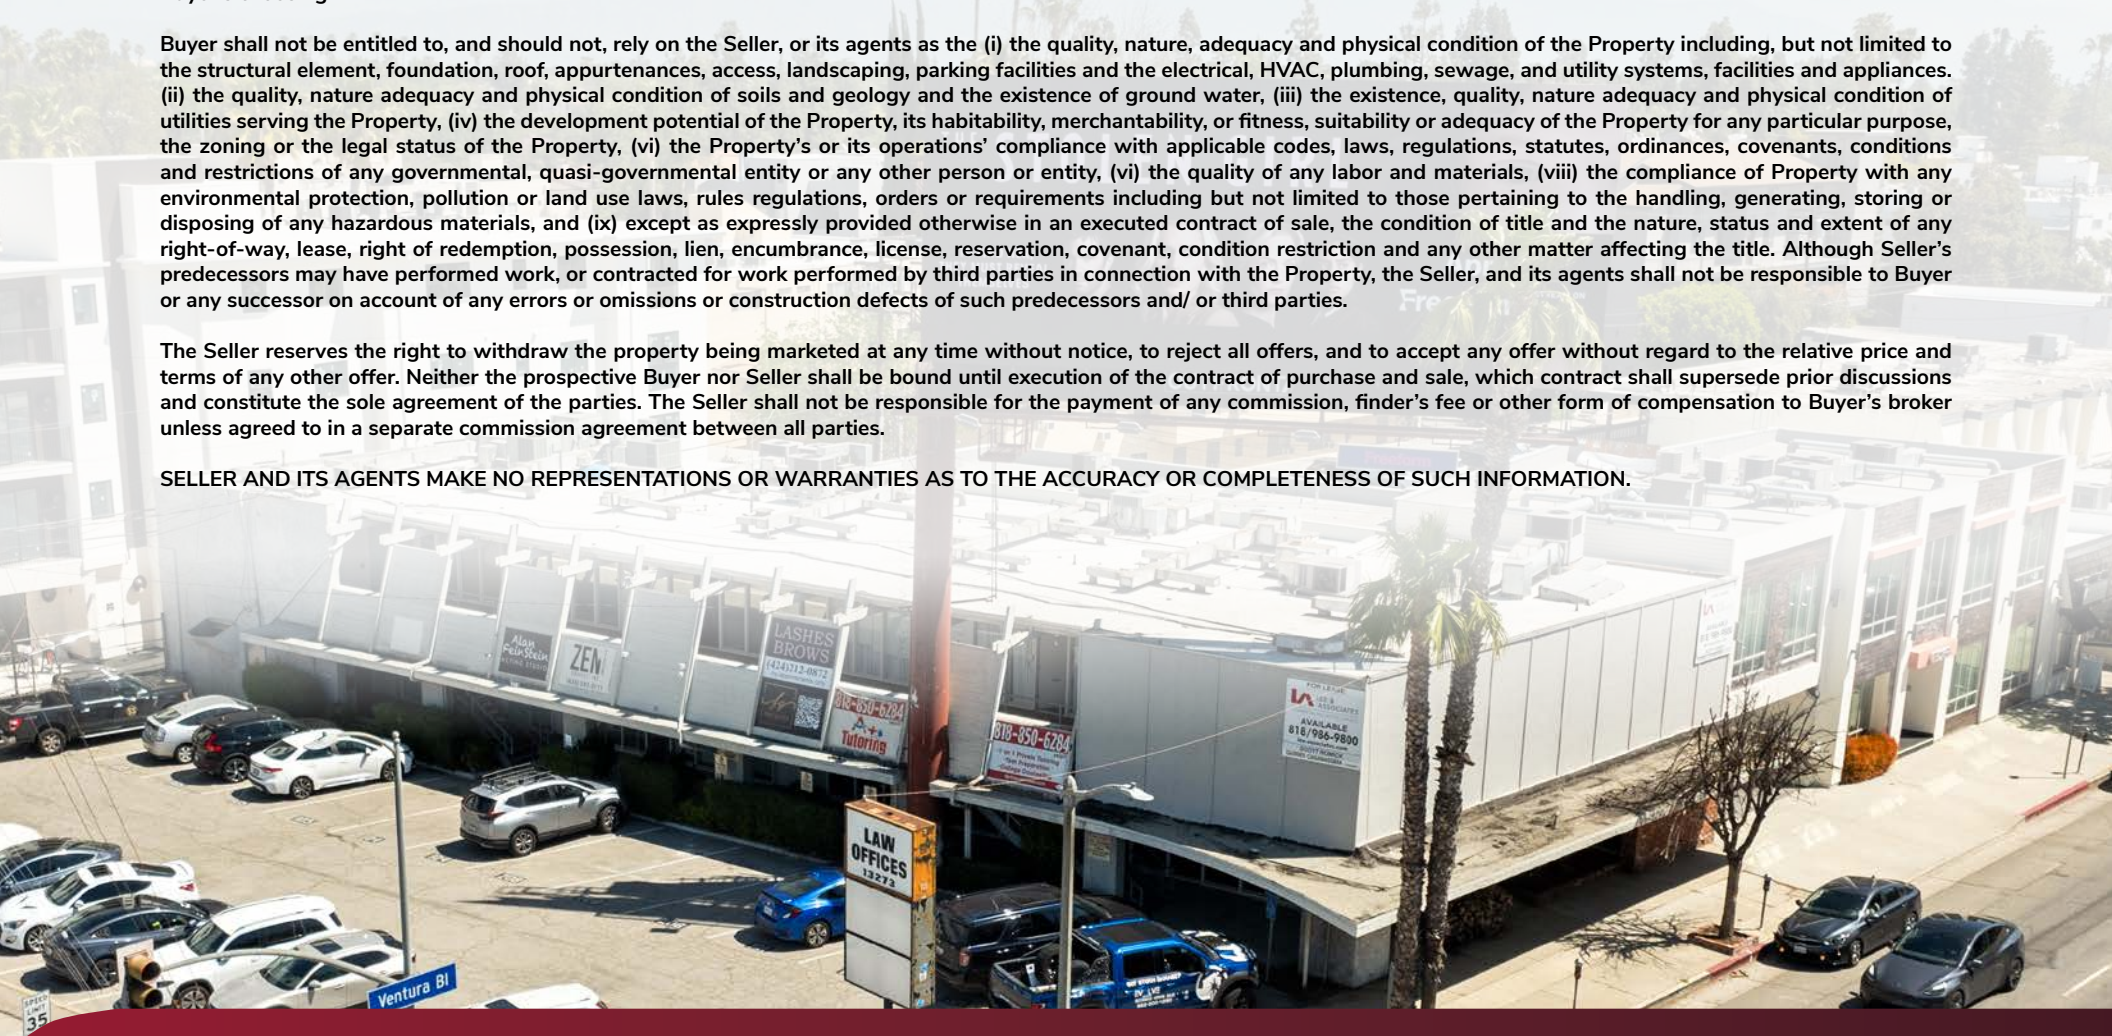 Buyer shall not be entitled to, and should not, rely on the Seller, or its agents as the (i) the quality, nature, adequacy and physical condition of the Property including, but not limited to
the structural element, foundation, roof, appurtenances, access, landscaping, parking facilities and the electrical, HVAC, plumbing, sewage, and utility systems, facilities and appliances.
(ii) the quality, nature adequacy and physical condition of soils and geology and the existence of ground water, (iii) the existence, quality, nature adequacy and physical condition of
utilities serving the Property, (iv) the development potential of the Property, its habitability, merchantability, or fitness, suitability or adequacy of the Property for any particular purpose,
the zoning or the legal status of the Property, (vi) the Property’s or its operations’ compliance with applicable codes, laws, regulations, statutes, ordinances, covenants, conditions
and restrictions of any governmental, quasi-governmental entity or any other person or entity, (vi) the quality of any labor and materials, (viii) the compliance of Property with any
environmental protection, pollution or land use laws, rules regulations, orders or requirements including but not limited to those pertaining to the handling, generating, storing or
disposing of any hazardous materials, and (ix) except as expressly provided otherwise in an executed contract of sale, the condition of title and the nature, status and extent of any
right-of-way, lease, right of redemption, possession, lien, encumbrance, license, reservation, covenant, condition restriction and any other matter affecting the title. Although Seller’s
predecessors may have performed work, or contracted for work performed by third parties in connection with the Property, the Seller, and its agents shall not be responsible to Buyer
or any successor on account of any errors or omissions or construction defects of such predecessors and/ or third parties.
The Seller reserves the right to withdraw the property being marketed at any time without notice, to reject all offers, and to accept any offer without regard to the relative price and
terms of any other offer. Neither the prospective Buyer nor Seller shall be bound until execution of the contract of purchase and sale, which contract shall supersede prior discussions
and constitute the sole agreement of the parties. The Seller shall not be responsible for the payment of any commission, finder’s fee or other form of compensation to Buyer’s broker
unless agreed to in a separate commission agreement between all parties.
SELLER AND ITS AGENTS MAKE NO REPRESENTATIONS OR WARRANTIES AS TO THE ACCURACY OR COMPLETENESS OF SUCH INFORMATION.
Alan
Feinstein
ACTING STUDIO
ZEN
LASHES
BROWS
(424)212-0872
818-850-6284
A+
Tutoring
818-850-6284
FOR LEASE
LEE &
ASSOCIATES
AVAILABLE
818/986-9800
LAW
OFFICES
13273
Ventura Bl
SPEED
LIMIT
35